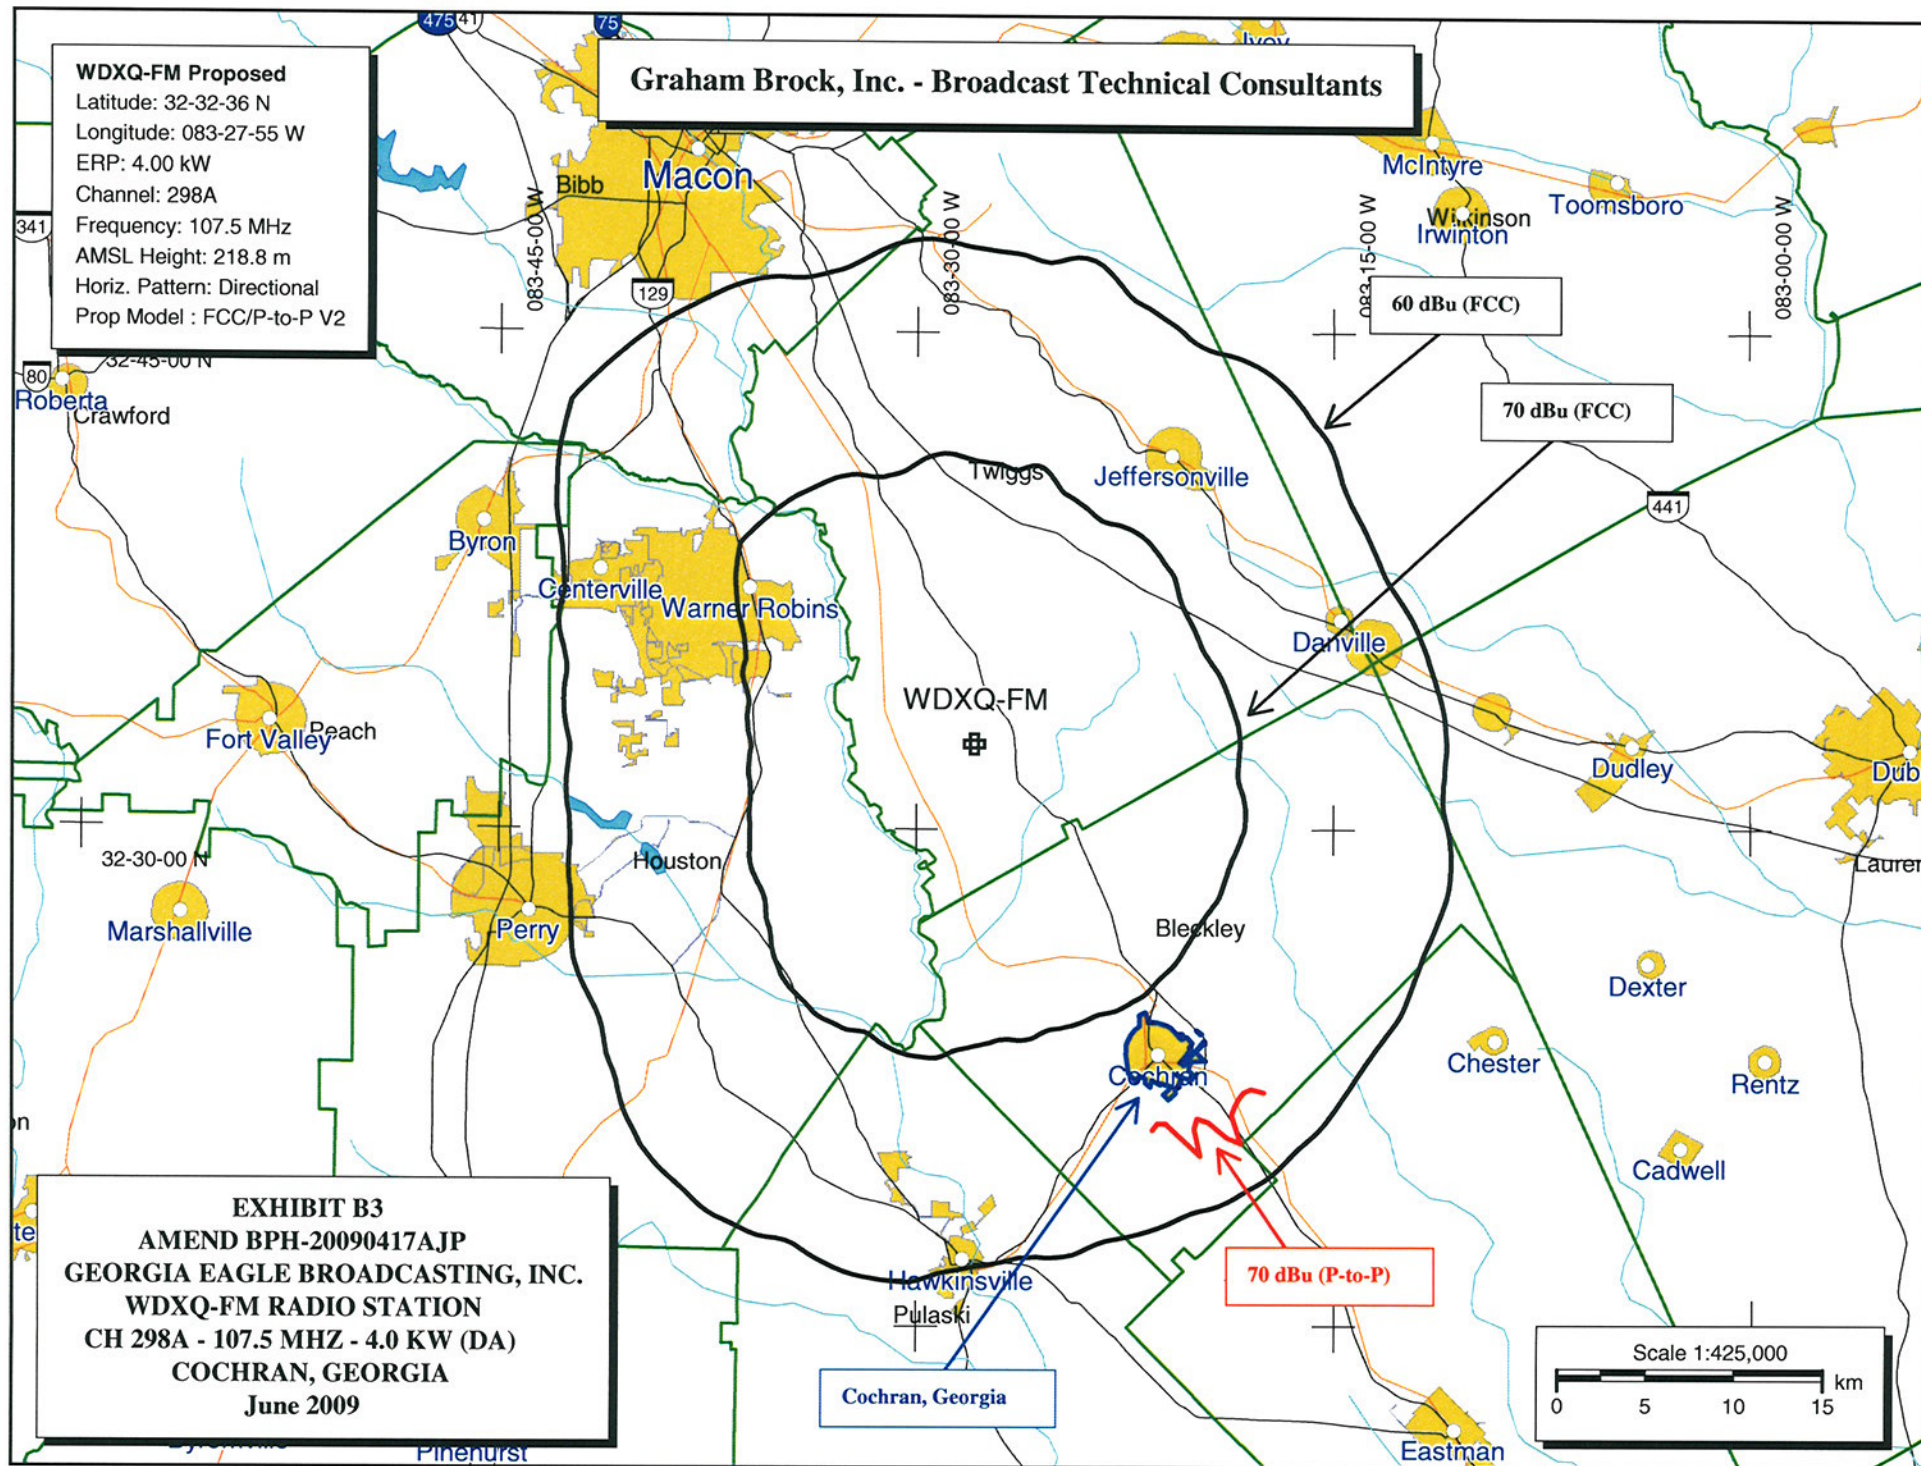 475
41
75
Ivey
WDXQ-FM Proposed
Latitude: 32-32-36 N
Longitude: 083-27-55 W
ERP: 4.00 kW
Channel: 298A
Frequency: 107.5 MHz
AMSL Height: 218.8 m
Horiz. Pattern: Directional
Prop Model : FCC/P-to-P V2
Graham Brock, Inc. - Broadcast Technical Consultants
McIntyre
Macon
Bibb
Toomsboro
Wilkinson
Irwinton
341
083-45-00 W
083-30-00 W
083-15-00 W
083-00-00 W
129
60 dBu (FCC)
32-45-00 N
80
Roberta
Crawford
70 dBu (FCC)
Twiggs
Jeffersonville
441
Byron
Centerville
Warner Robins
Danville
WDXQ-FM
Fort Valley
Peach
Dudley
Dub
32-30-00 N
Houston
Lauren
Marshallville
Perry
Bleckley
Dexter
Chester
Cochran
Rentz
on
Cadwell
te
EXHIBIT B3
AMEND BPH-20090417AJP
GEORGIA EAGLE BROADCASTING, INC.
WDXQ-FM RADIO STATION
CH 298A - 107.5 MHZ - 4.0 KW (DA)
COCHRAN, GEORGIA
June 2009
Hawkinsville
70 dBu (P-to-P)
Pulaski
Cochran, Georgia
Scale 1:425,000
km
0 5 10 15
Eastman
Pinehurst